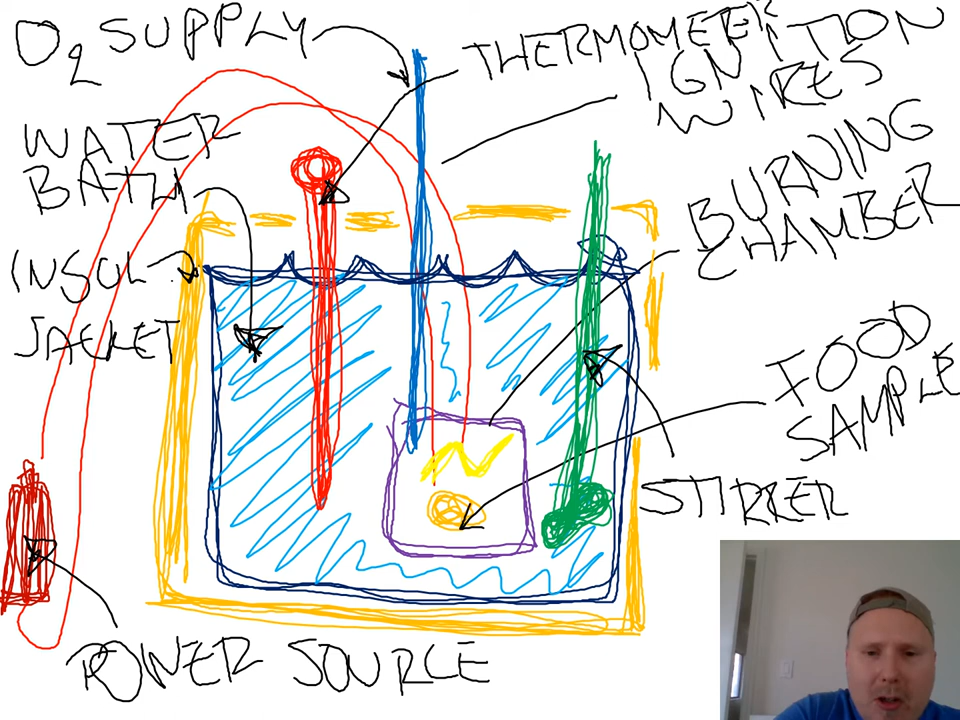 O2 SUPPLY
THERMOMETER
IGNITION
WIRES
WATER
BATH
BURNING
CHAMBER
INSUL.
JACKET
FOOD
SAMPLE
STIRRER
POWER SOURCE